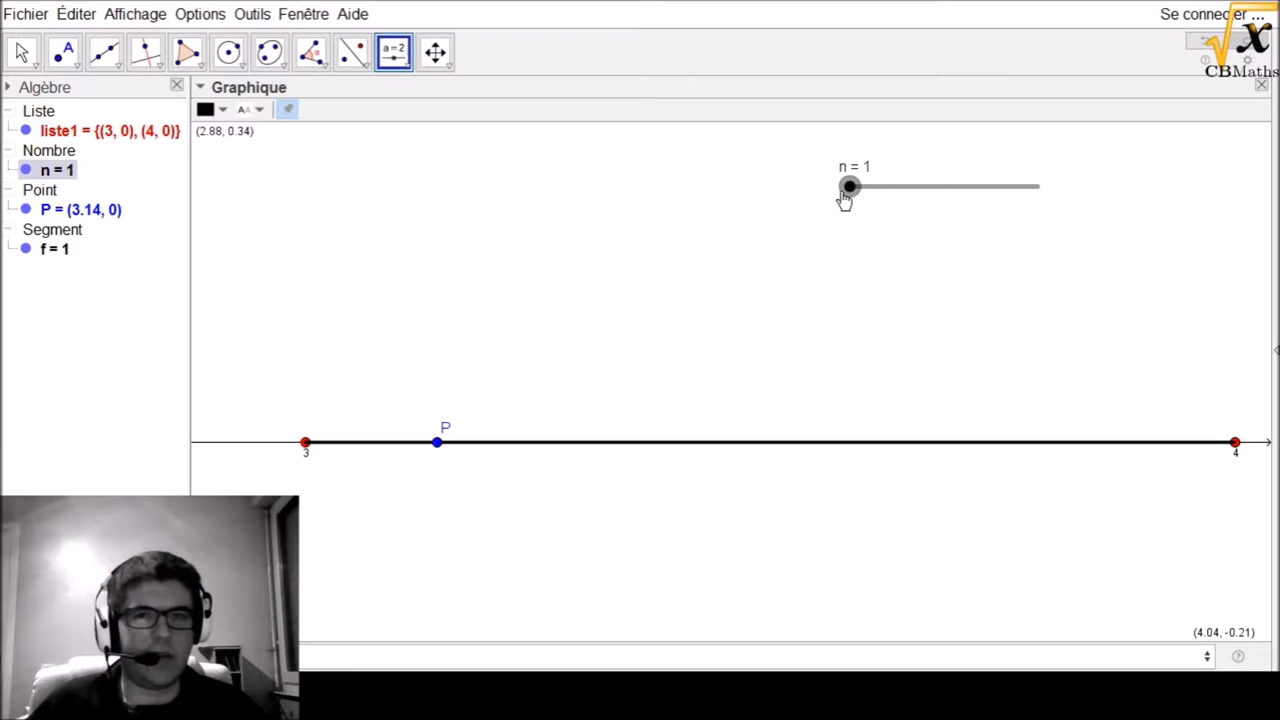 Fichier Éditer Affichage Options Outils Fenêtre Aide
Se connecter ...
x
CBMaths
A
α
a=2
Algèbre
Graphique
AA
Liste
liste1 = {(3, 0), (4, 0)}
Nombre
n = 1
Point
P = (3.14, 0)
Segment
f = 1
(2.88, 0.34)
n = 1
P
3
4
(4.04, -0.21)
?